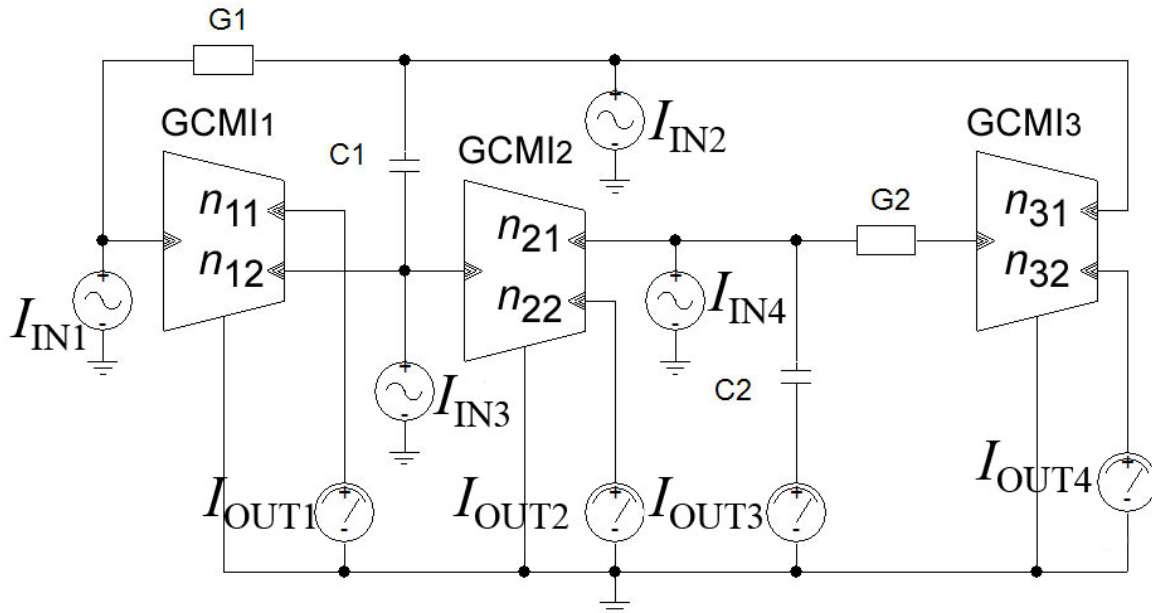 G1
GCMI1
C1
GCMI2
IIN2
GCMI3
n11
n12
n21
n22
G2
n31
n32
IIN1
IIN3
IIN4
C2
IOUT1
IOUT2
IOUT3
IOUT4